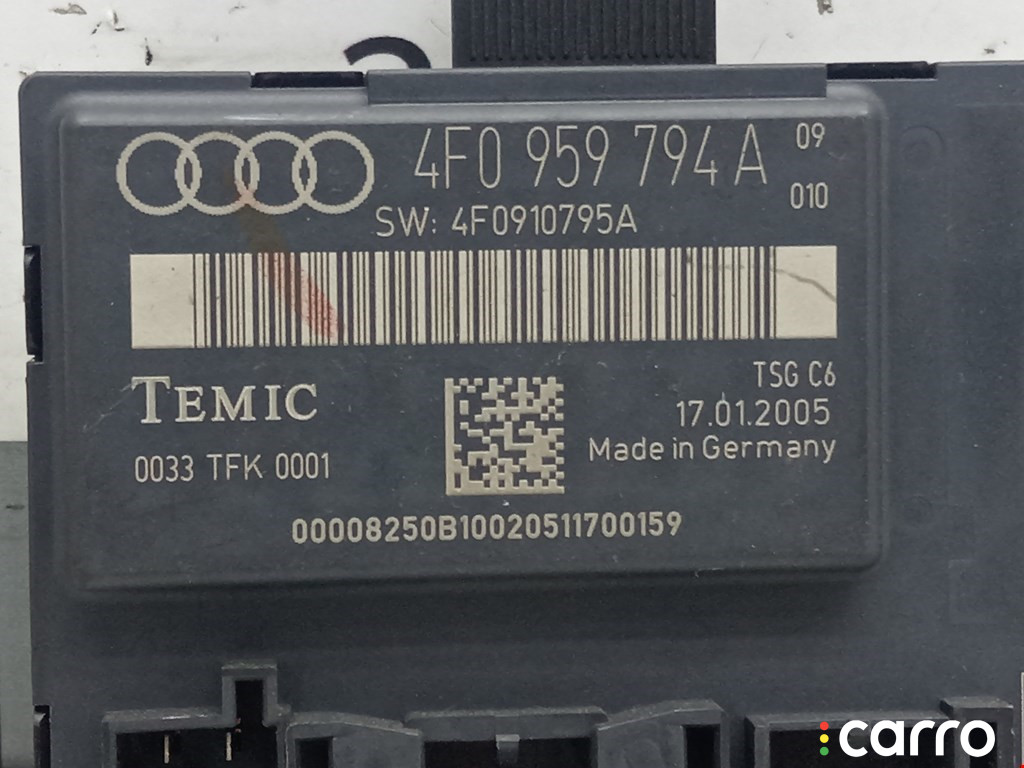 4F0 959 794 A 09
010
SW: 4F0910795A
TEMIC
TSG C6
17.01.2005
Made in Germany
0033 TFK 0001
00008250B10020511700159
carro